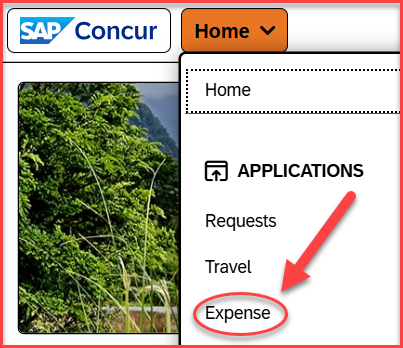 SAP Concur Home
Home
APPLICATIONS
Requests
Travel
Expense